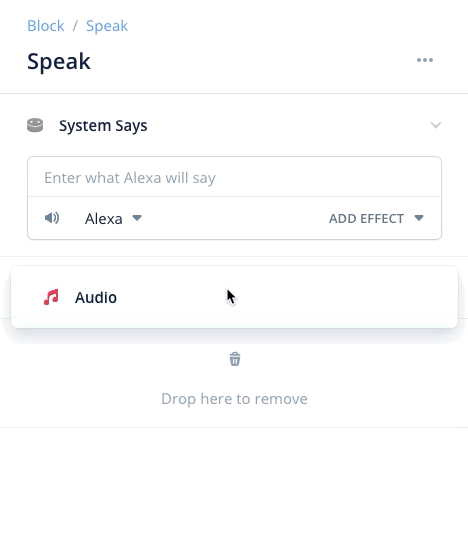 Block / Speak
Speak
System Says
Enter what Alexa will say
Alexa
ADD EFFECT
Audio
Drop here to remove